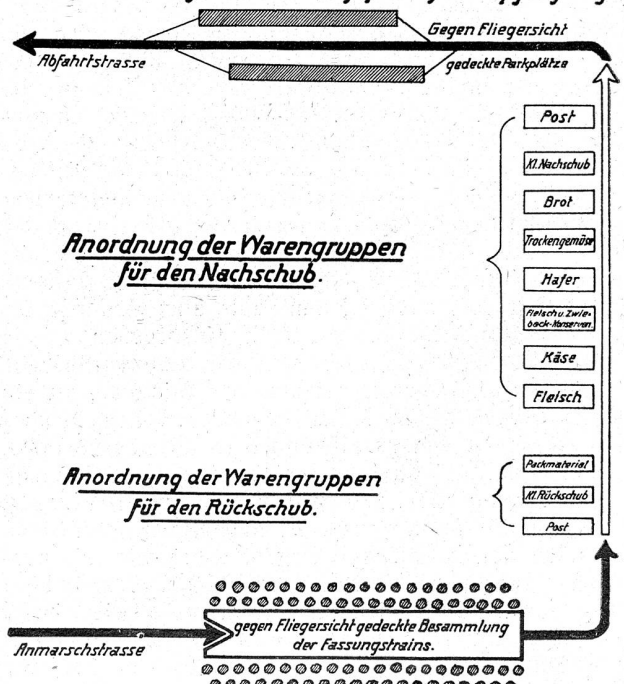 Gegen Fliegersicht
Abfahrtstrasse
gedeckte Parkplätze
Post
Kl. Nachschub
Brot
Trockengemüse
Anordnung der Warengruppen
für den Nachschub.
Hafer
Fleisch u. Zwie-
back-Konserven
Käse
Fleisch
Packmaterial
Anordnung der Warengruppen
für den Rückschub.
Kl. Rückschub
Post
gegen Fliegersicht gedeckte Besammlung
der Fassungstrains.
Anmarschstrasse